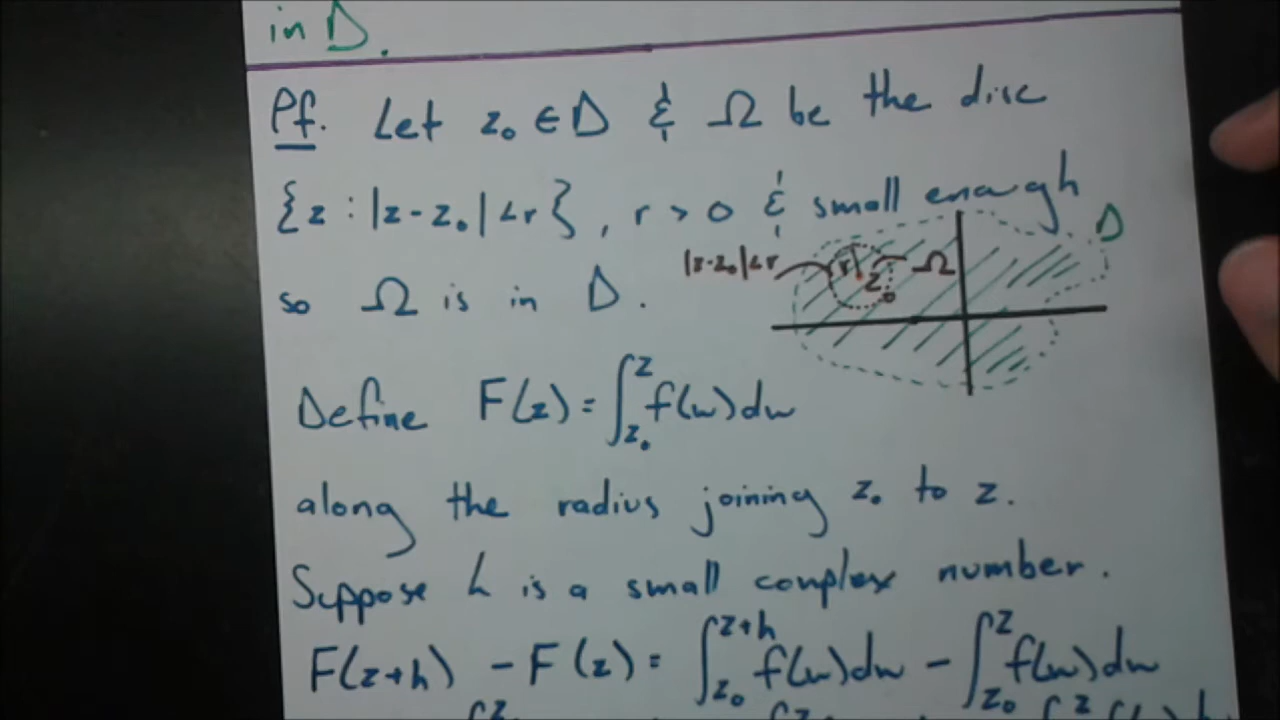 in D.
Pf. Let z₀ ∈ D & Ω be the disc
{z : |z - z₀| < r}, r > 0 & small enough
D
|z - z₀| < r
r
z₀
Ω
so Ω is in D.
Define F(z) = ∫_{z₀}^{z} f(w) dw
along the radius joining z₀ to z.
Suppose h is a small complex number.
F(z+h) - F(z) = ∫_{z₀}^{z+h} f(w) dw - ∫_{z₀}^{z} f(w) dw